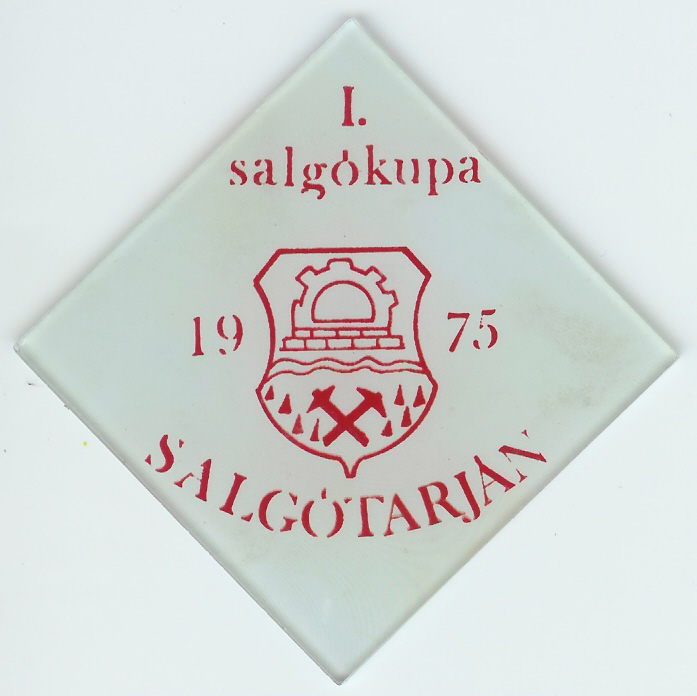 I.
salgókupa
19 75
SALGÓTARJÁN